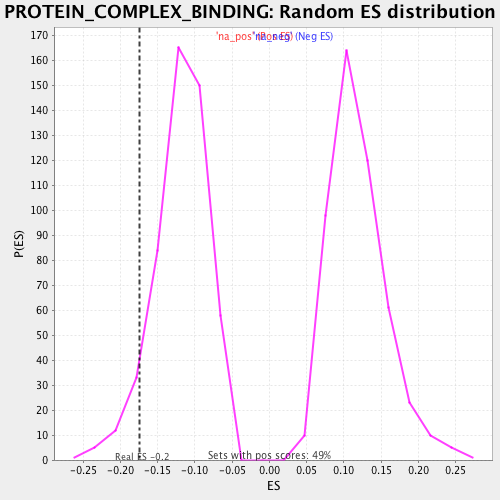 PROTEIN_COMPLEX_BINDING: Random ES distribution
'na_pos' (Pos ES) 'na_neg' (Neg ES)
170
160
150
140
130
120
110
100
90
80
70
60
50
40
30
20
10
0
P(ES)
Real ES -0.2
Sets with pos scores: 49%
-0.25 -0.20 -0.15 -0.10 -0.05 0.00 0.05 0.10 0.15 0.20 0.25
ES